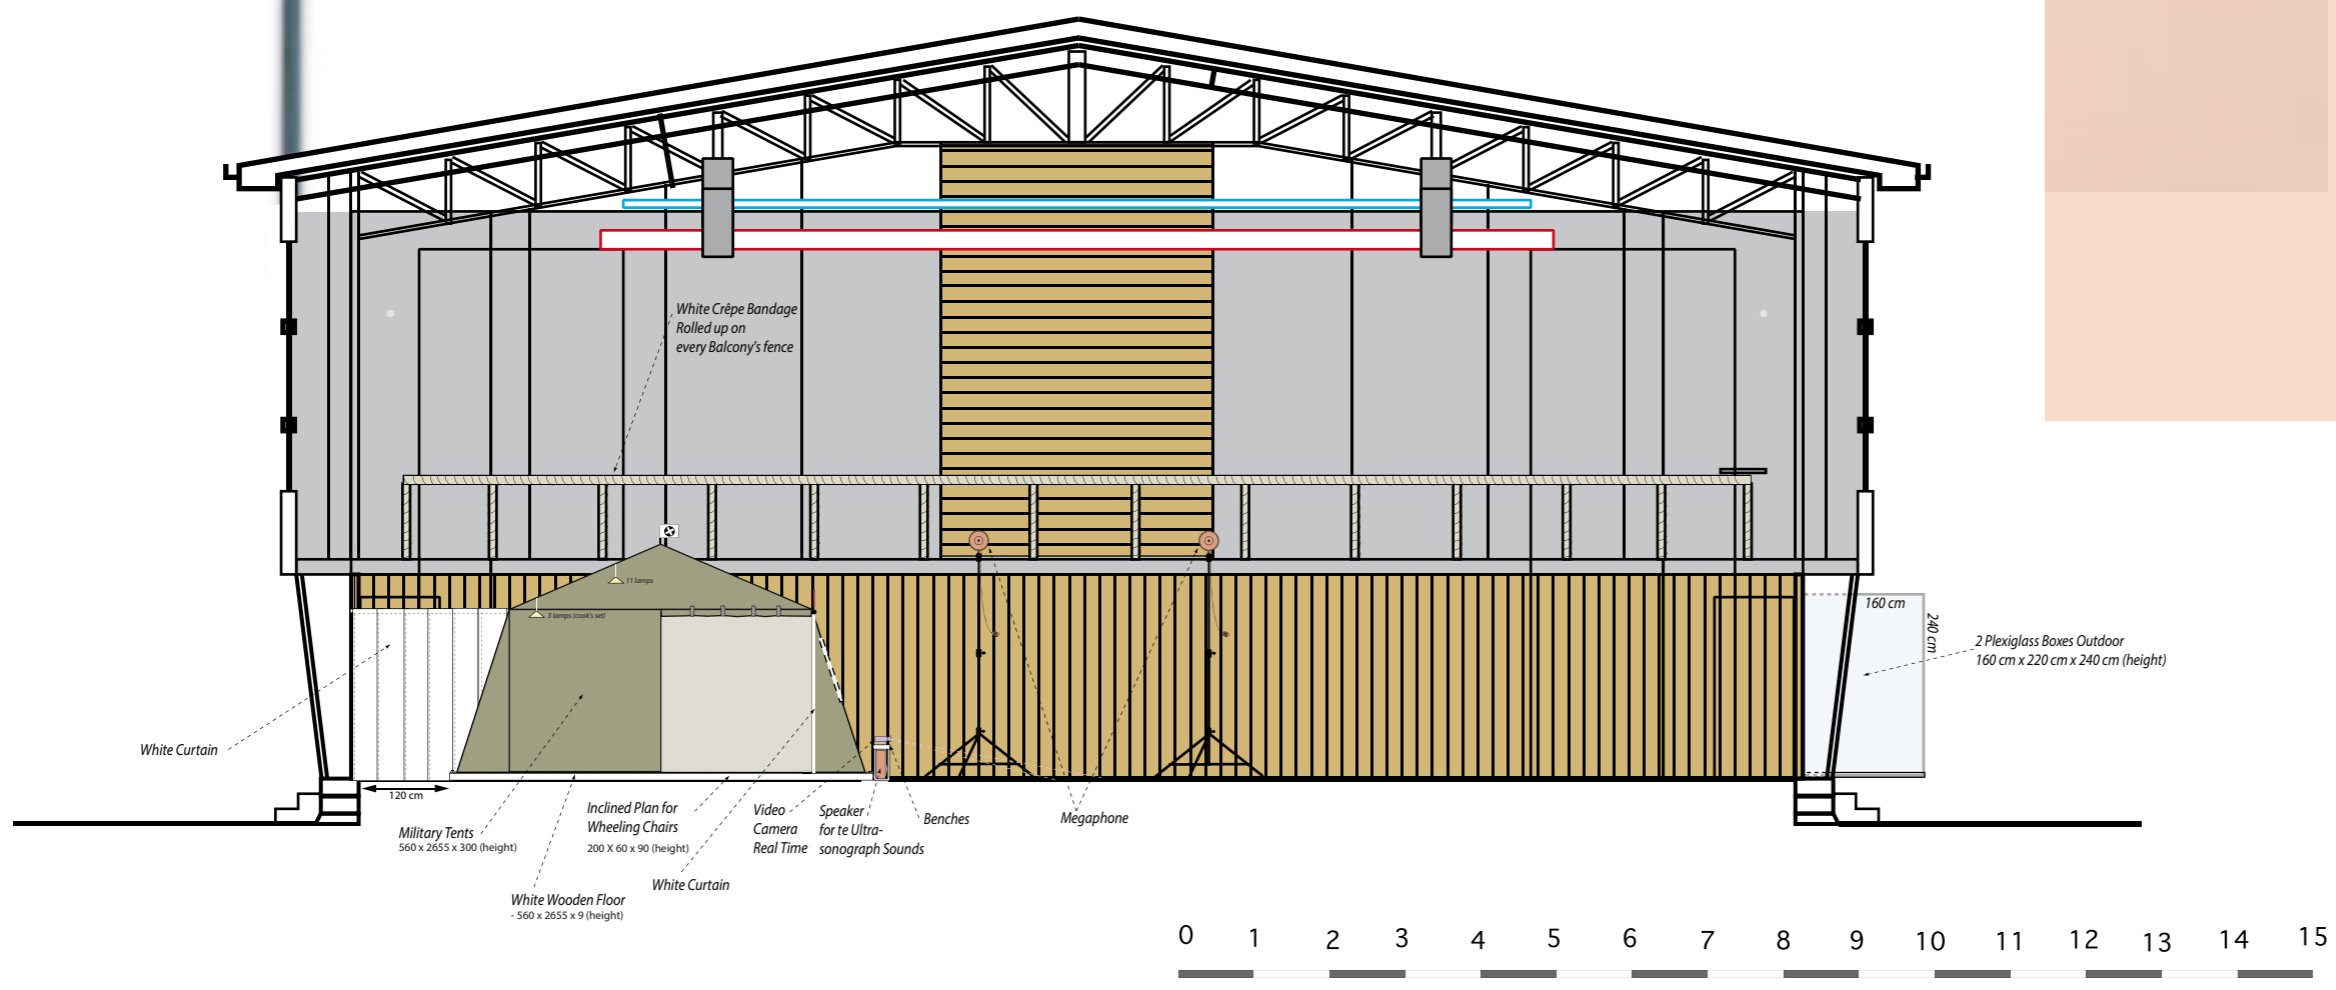 White Crêpe Bandage
Rolled up on
every Balcony's fence
11 lamps
3 lamps (cook's set)
160 cm
240 cm
2 Plexiglass Boxes Outdoor
160 cm x 220 cm x 240 cm (height)
White Curtain
120 cm
Military Tents
560 x 2655 x 300 (height)
Inclined Plan for
Wheeling Chairs
200 X 60 x 90 (height)
White Wooden Floor
- 560 x 2655 x 9 (height)
White Curtain
Video
Camera
Real Time
Speaker
for te Ultra-
sonograph Sounds
Benches
Megaphone
0 1 2 3 4 5 6 7 8 9 10 11 12 13 14 15